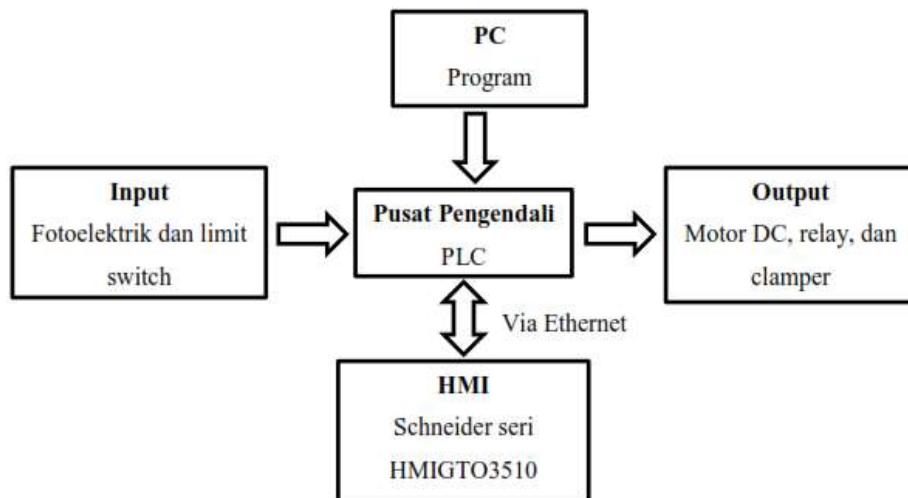 PC
Program
Input
Fotoelektrik dan limit
switch
Pusat Pengendali
PLC
Output
Motor DC, relay, dan
clamper
Via Ethernet
HMI
Schneider seri
HMIGTO3510